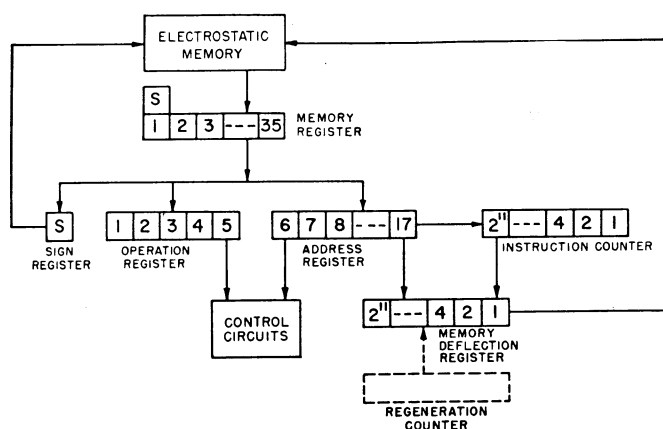 ELECTROSTATIC
MEMORY
S
1 2 3 --- 35
MEMORY
REGISTER
S
SIGN
REGISTER
1 2 3 4 5
OPERATION
REGISTER
6 7 8 --- 17
ADDRESS
REGISTER
2¹¹ --- 4 2 1
INSTRUCTION COUNTER
CONTROL
CIRCUITS
2¹¹ --- 4 2 1
MEMORY
DEFLECTION
REGISTER
REGENERATION
COUNTER